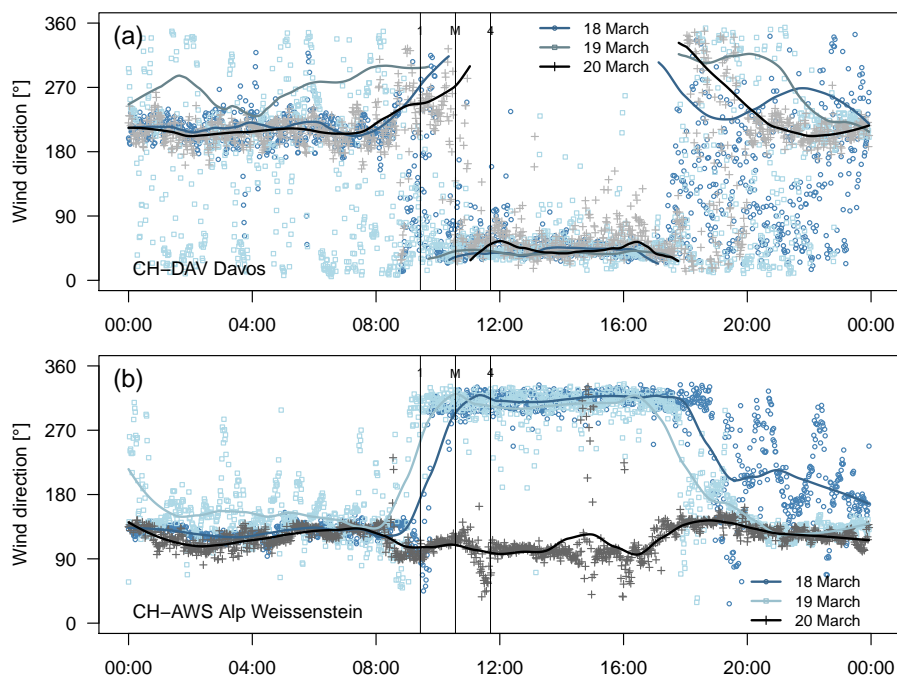 (a)
1 M 4
18 March
19 March
20 March
360
270
180
90
0
Wind direction [°]
CH−DAV Davos
00:00 04:00 08:00 12:00 16:00 20:00 00:00
(b)
1 M 4
360
270
180
90
0
Wind direction [°]
CH−AWS Alp Weissenstein
18 March
19 March
20 March
00:00 04:00 08:00 12:00 16:00 20:00 00:00